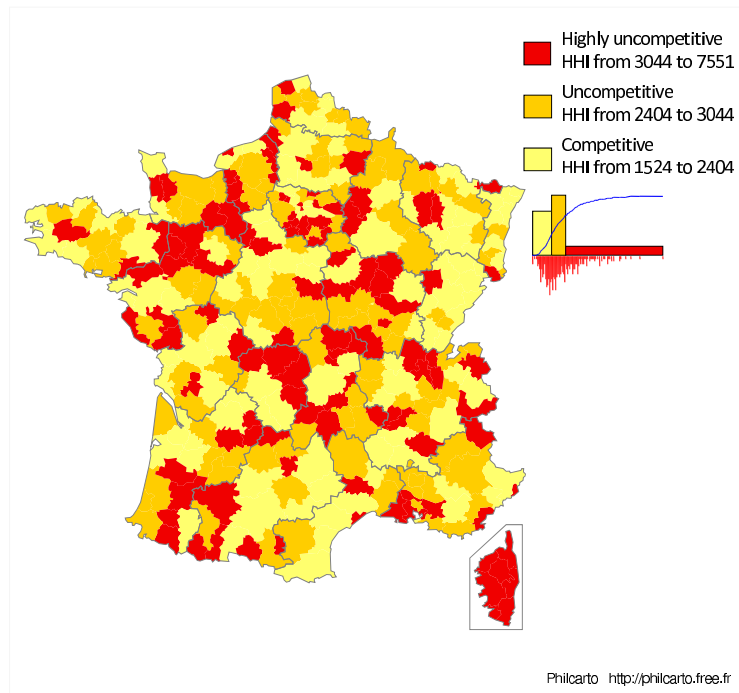 Highly uncompetitive
HHI from 3044 to 7551
Uncompetitive
HHI from 2404 to 3044
Competitive
HHI from 1524 to 2404
Philcarto http://philcarto.free.fr